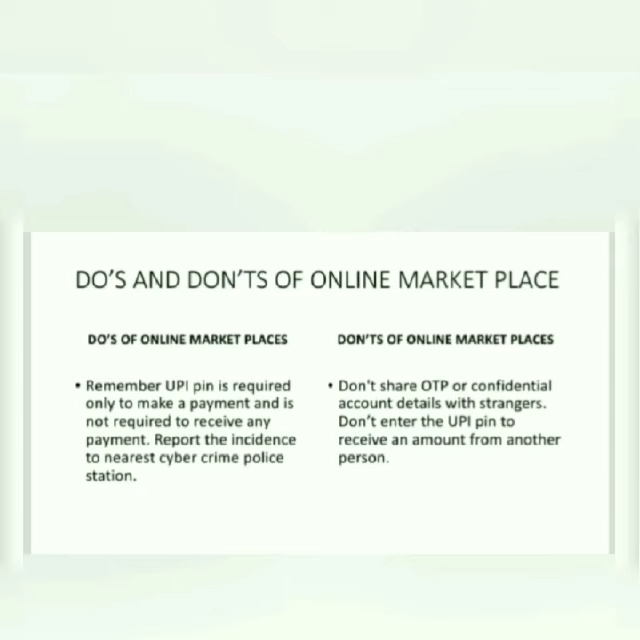 DO'S AND DON'TS OF ONLINE MARKET PLACE
DO'S OF ONLINE MARKET PLACES
• Remember UPI pin is required
only to make a payment and is
not required to receive any
payment. Report the incidence
to nearest cyber crime police
station.
DON'TS OF ONLINE MARKET PLACES
• Don't share OTP or confidential
account details with strangers.
Don't enter the UPI pin to
receive an amount from another
person.